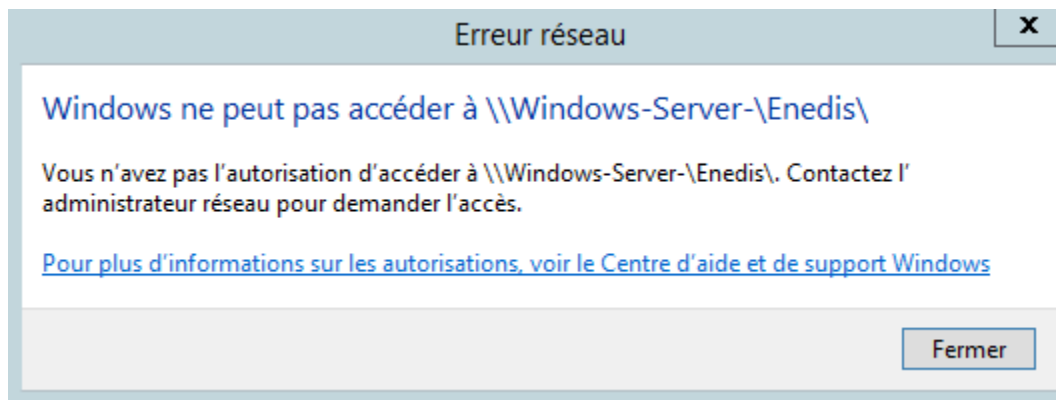 Erreur réseau
x
Windows ne peut pas accéder à \\Windows-Server-\Enedis\
Vous n’avez pas l’autorisation d’accéder à \\Windows-Server-\Enedis\. Contactez l’
administrateur réseau pour demander l’accès.
Pour plus d’informations sur les autorisations, voir le Centre d’aide et de support Windows
Fermer